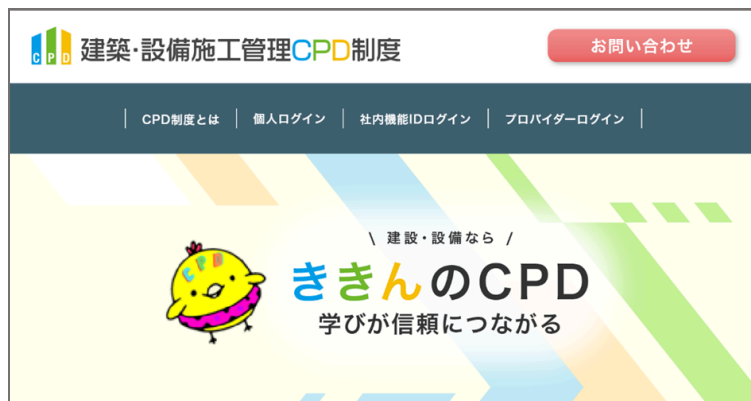 CPD 建築・設備施工管理CPD制度
お問い合わせ
CPD制度とは
個人ログイン
社内機能IDログイン
プロバイダーログイン
\ 建設・設備なら /
CPD
ききんのCPD
学びが信頼につながる